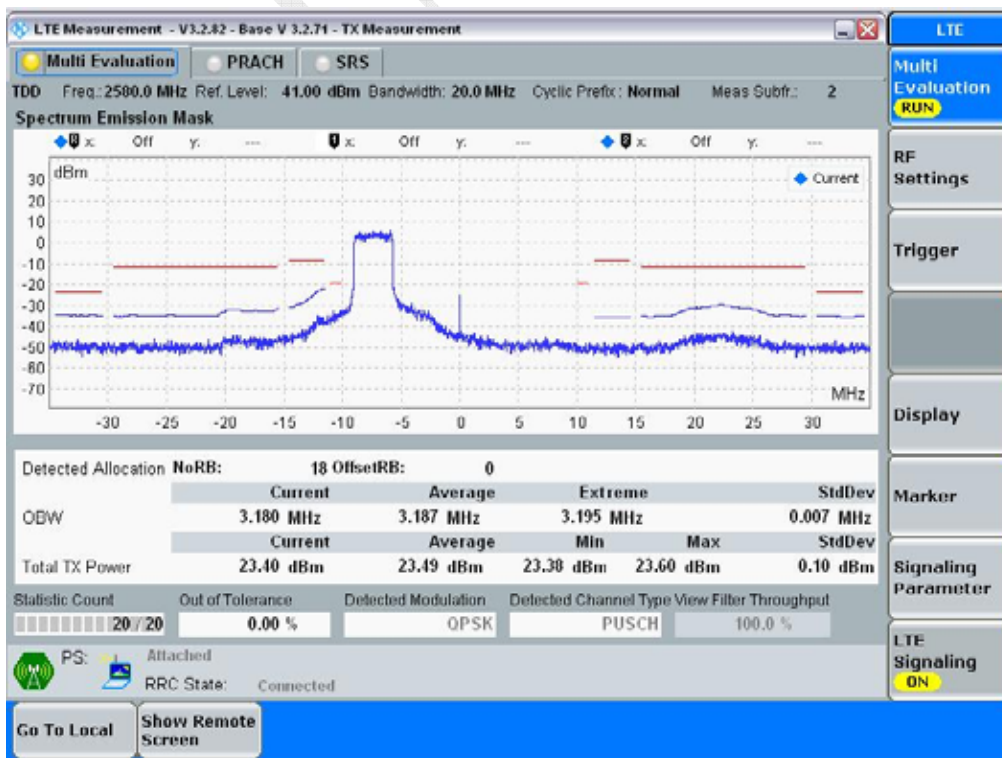 LTE Measurement - V3.2.82 - Base V 3.2.71 - TX Measurement
LTE
Multi Evaluation PRACH SRS
Multi
Evaluation
RUN
TDD Freq.: 2580.0 MHz Ref. Level: 41.00 dBm Bandwidth: 20.0 MHz Cyclic Prefix: Normal Meas Subfr.: 2
Spectrum Emission Mask
x: Off y: --- 1 x: Off y: --- 2 x: Off y: ---
dBm
Current
30
20
10
0
-10
-20
-30
-40
-50
-60
-70
MHz
-30 -25 -20 -15 -10 -5 0 5 10 15 20 25 30
RF
Settings
Trigger
Display
Marker
Signaling
Parameter
LTE
Signaling
ON
Detected Allocation NoRB: 18 OffsetRB: 0
Current Average Extreme StdDev
OBW 3.180 MHz 3.187 MHz 3.195 MHz 0.007 MHz
Current Average Min Max StdDev
Total TX Power 23.40 dBm 23.49 dBm 23.38 dBm 23.60 dBm 0.10 dBm
Statistic Count Out of Tolerance Detected Modulation Detected Channel Type View Filter Throughput
20 / 20 0.00 % QPSK PUSCH 100.0 %
PS: Attached
RRC State: Connected
Go To Local
Show Remote
Screen